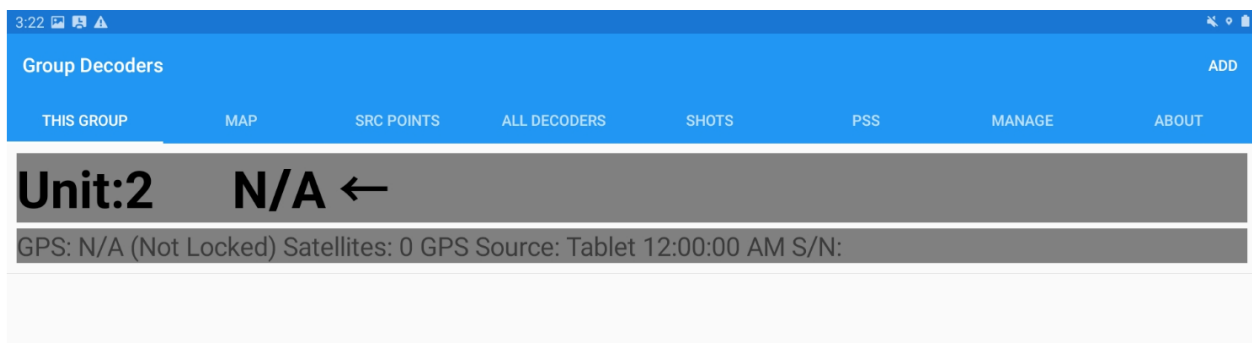 3:22
Group Decoders
ADD
THIS GROUP MAP SRC POINTS ALL DECODERS SHOTS PSS MANAGE ABOUT
Unit:2 N/A ←
GPS: N/A (Not Locked) Satellites: 0 GPS Source: Tablet 12:00:00 AM S/N: